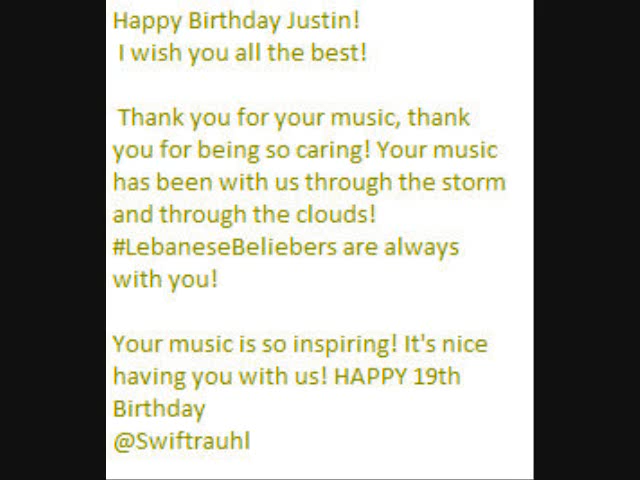 Happy Birthday Justin!
I wish you all the best!
Thank you for your music, thank
you for being so caring! Your music
has been with us through the storm
and through the clouds!
#LebaneseBeliebers are always
with you!
Your music is so inspiring! It's nice
having you with us! HAPPY 19th
Birthday
@Swiftrauhl